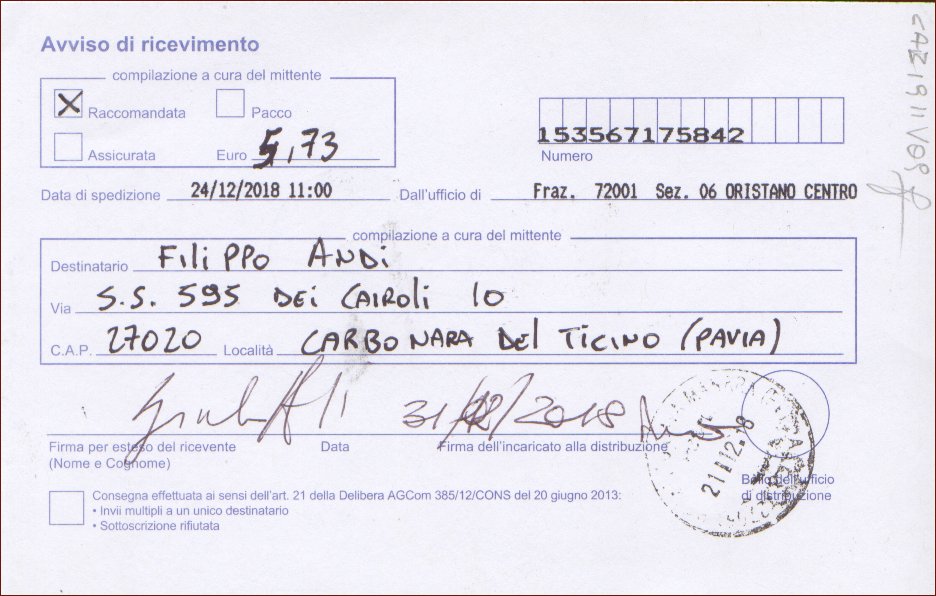 Avviso di ricevimento
compilazione a cura del mittente
X Raccomandata Pacco
Assicurata Euro 5,73
153567175842
Numero
Data di spedizione 24/12/2018 11:00 Dall'ufficio di Fraz. 72001 Sez. 06 ORISTANO CENTRO
compilazione a cura del mittente
Destinatario FiliPPO ANDi
Via S.S. 595 DEi CAIROli 10
C.A.P. 27020 Località CARBONARA DEl TICINO (PAVIA)
31/12/2018
Firma per esteso del ricevente Data Firma dell'incaricato alla distribuzione
(Nome e Cognome)
Bollo dell'ufficio
di distribuzione
Consegna effettuata ai sensi dell'art. 21 della Delibera AGCom 385/12/CONS del 20 giugno 2013:
• Invii multipli a un unico destinatario
• Sottoscrizione rifiutata